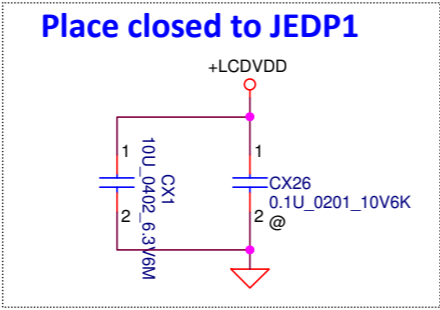 Place closed to JEDP1
+LCDVDD
1
1
CX1
10U_0402_6.3V6M
CX26
0.1U_0201_10V6K
2
2
@